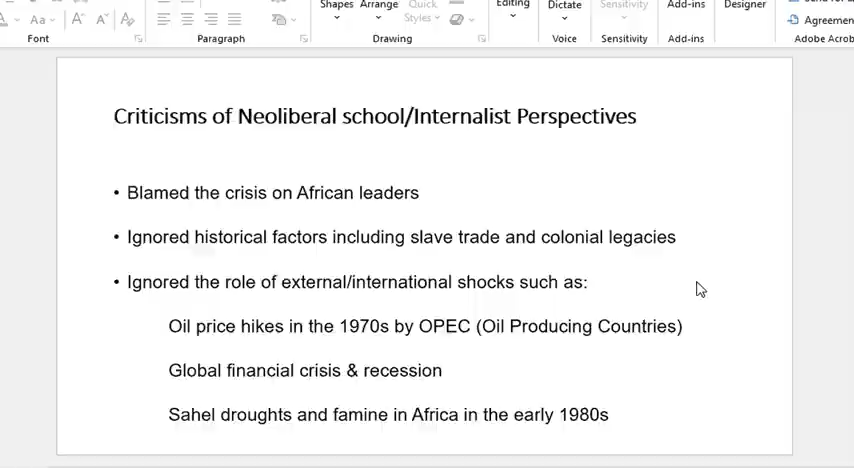 Shapes Arrange Quick Editing Dictate Sensitivity Add-ins Designer
Styles Agreemen
Aa A A
Font Paragraph Drawing Voice Sensitivity Add-ins Adobe Acrob
Criticisms of Neoliberal school/Internalist Perspectives
• Blamed the crisis on African leaders
• Ignored historical factors including slave trade and colonial legacies
• Ignored the role of external/international shocks such as:
Oil price hikes in the 1970s by OPEC (Oil Producing Countries)
Global financial crisis & recession
Sahel droughts and famine in Africa in the early 1980s